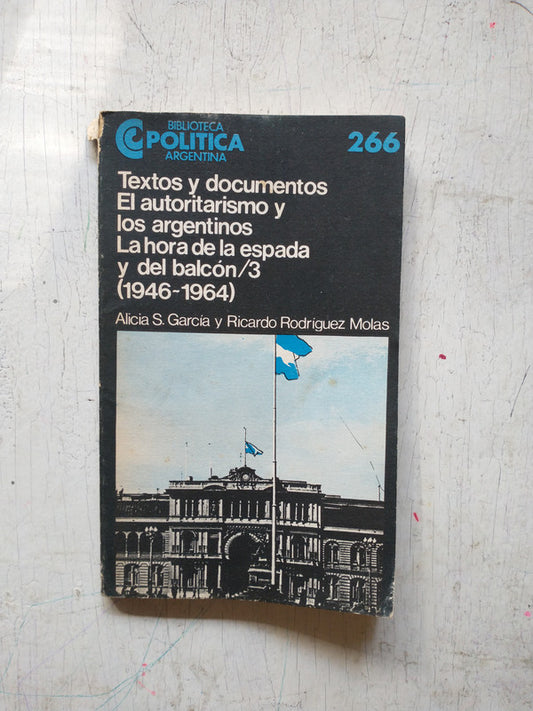 BIBLIOTECA
POLITICA
ARGENTINA
266
Textos y documentos
El autoritarismo y
los argentinos
La hora de la espada
y del balcón/3
(1946-1964)
Alicia S. García y Ricardo Rodríguez Molas